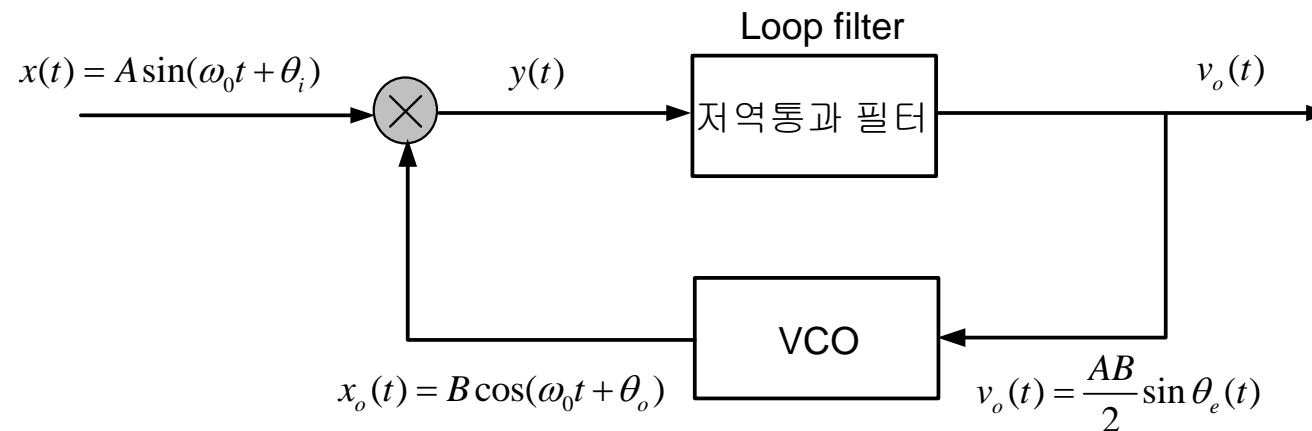 Loop filter
x(t) = A sin(ω₀t + θᵢ)
y(t)
vₒ(t)
저역통과 필터
VCO
xₒ(t) = B cos(ω₀t + θₒ)
vₒ(t) = AB/2 sin θₑ(t)